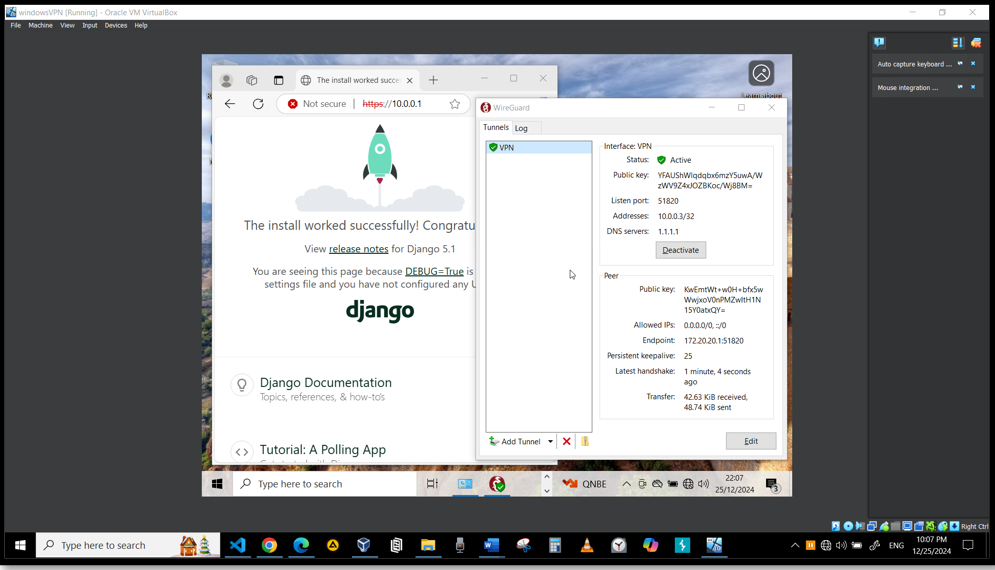 windowsVPN [Running] - Oracle VM VirtualBox
File Machine View Input Devices Help
Auto capture keyboard ...
Mouse integration ...
The install worked succe
Not secure | https://10.0.0.1
The install worked successfully! Congratu
View release notes for Django 5.1
You are seeing this page because DEBUG=True is
settings file and you have not configured any U
django
Django Documentation
Topics, references, & how-to's
Tutorial: A Polling App
WireGuard
Tunnels Log
VPN
Interface: VPN
Status: Active
Public key: YFAUShWlqdqbx6mzY5uwA/W
zWV9Z4xJOZBKoc/Wj8BM=
Listen port: 51820
Addresses: 10.0.0.3/32
DNS servers: 1.1.1.1
Deactivate
Peer
Public key: KwEmtWt+w0H+bfx5w
WwjxoV0nPMZwItH1N
15Y0atxQY=
Allowed IPs: 0.0.0.0/0, ::/0
Endpoint: 172.20.20.1:51820
Persistent keepalive: 25
Latest handshake: 1 minute, 4 seconds
ago
Transfer: 42.63 KiB received,
48.74 KiB sent
Add Tunnel
Edit
Type here to search
QNBE
22:07
25/12/2024
3
Right Ctrl
Type here to search
ENG
10:07 PM
12/25/2024